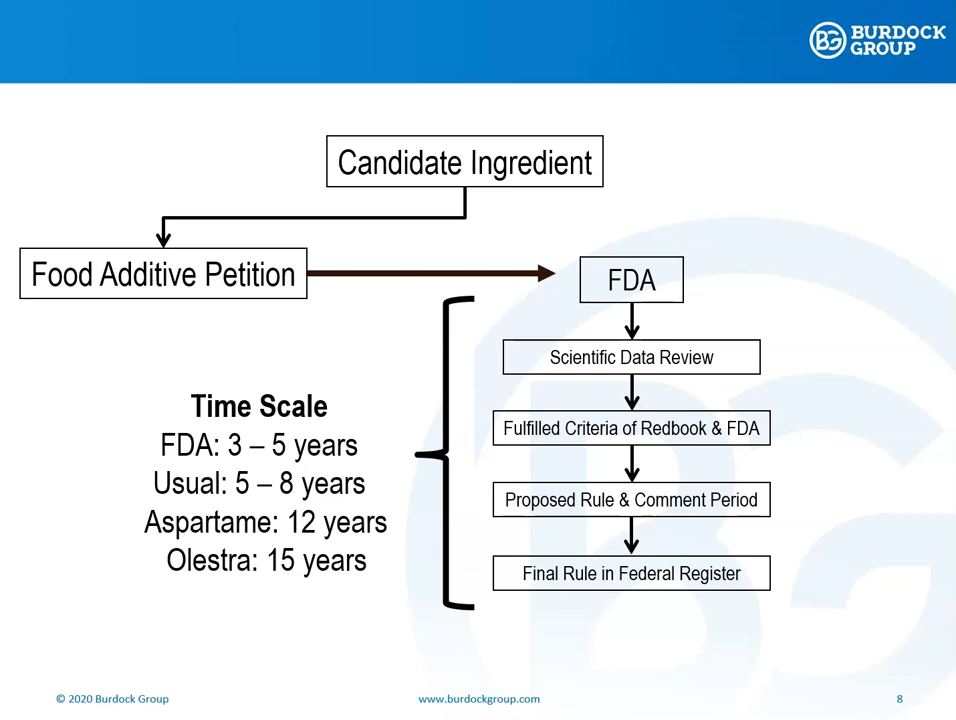 BURDOCK
GROUP
Candidate Ingredient
Food Additive Petition
FDA
Scientific Data Review
Fulfilled Criteria of Redbook & FDA
Proposed Rule & Comment Period
Final Rule in Federal Register
Time Scale
FDA: 3 – 5 years
Usual: 5 – 8 years
Aspartame: 12 years
Olestra: 15 years
© 2020 Burdock Group
www.burdockgroup.com
8